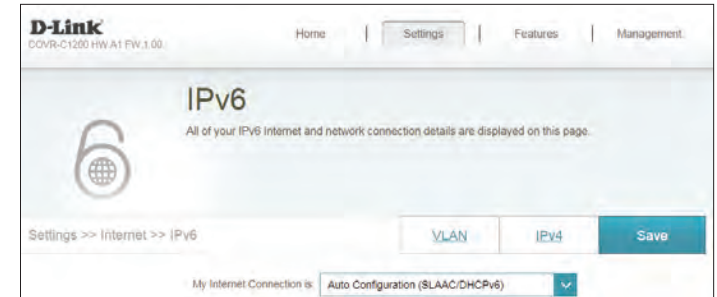 D-Link
COVR-C1200 HW:A1 FW:1.00
Home | Settings | Features | Management
IPv6
All of your IPv6 Internet and network connection details are displayed on this page.
Settings >> Internet >> IPv6
VLAN
IPv4
Save
My Internet Connection is: Auto Configuration (SLAAC/DHCPv6)